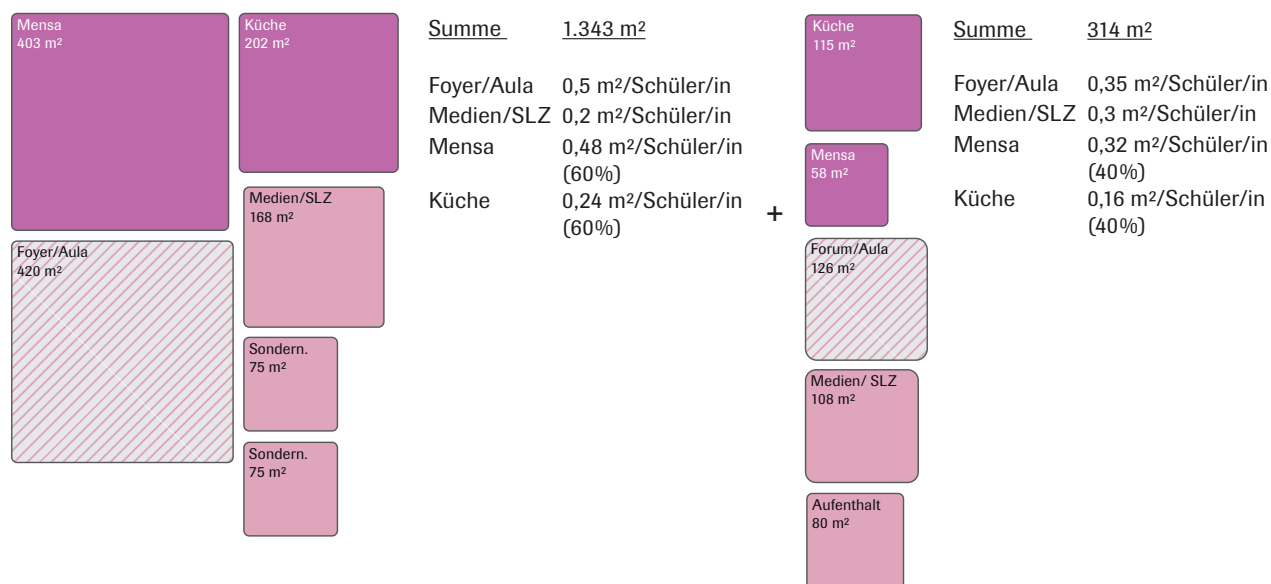 Mensa
403 m²
Küche
202 m²
Medien/SLZ
168 m²
Foyer/Aula
420 m²
Sondern.
75 m²
Sondern.
75 m²
Summe 1.343 m²
Foyer/Aula 0,5 m²/Schüler/in
Medien/SLZ 0,2 m²/Schüler/in
Mensa 0,48 m²/Schüler/in
(60%)
Küche 0,24 m²/Schüler/in
(60%)
+
Küche
115 m²
Mensa
58 m²
Forum/Aula
126 m²
Medien/ SLZ
108 m²
Aufenthalt
80 m²
Summe 314 m²
Foyer/Aula 0,35 m²/Schüler/in
Medien/SLZ 0,3 m²/Schüler/in
Mensa 0,32 m²/Schüler/in
(40%)
Küche 0,16 m²/Schüler/in
(40%)